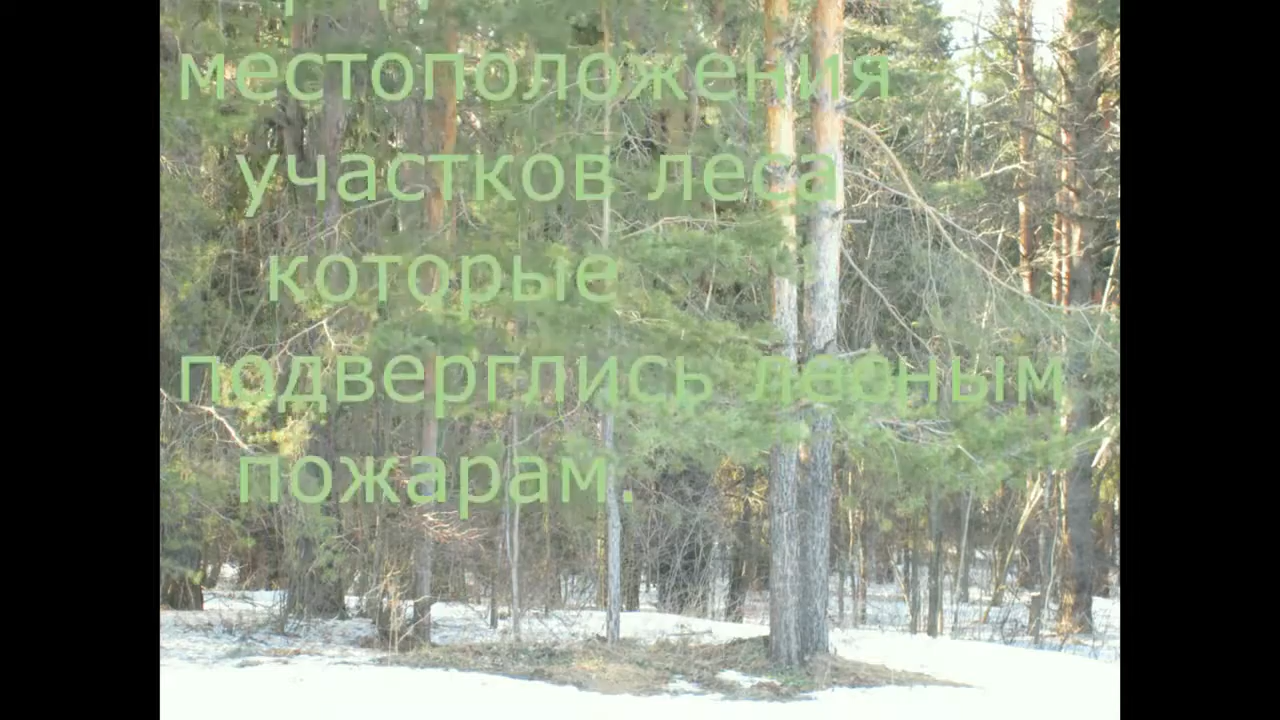 местоположения
участков леса
которые
подверглись лесным
пожарам.